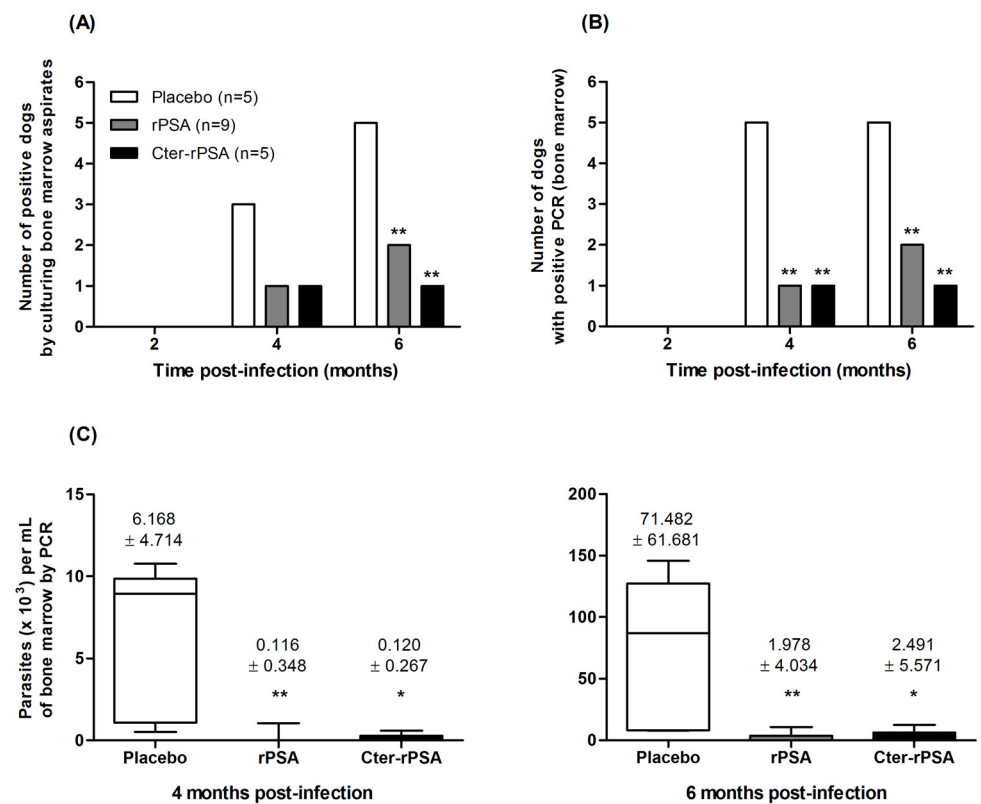 (A)
Number of positive dogs
by culturing bone marrow aspirates
6
5
4
3
2
1
0
Placebo (n=5)
rPSA (n=9)
Cter-rPSA (n=5)
**
**
2
4
6
Time post-infection (months)
(B)
Number of dogs
with positive PCR (bone marrow)
6
5
4
3
2
1
0
**
**
**
**
2
4
6
Time post-infection (months)
(C)
Parasites (x 10³) per mL
of bone marrow by PCR
15
10
5
0
6.168
± 4.714
0.116
± 0.348
**
0.120
± 0.267
*
Placebo
rPSA
Cter-rPSA
4 months post-infection
200
150
100
50
0
71.482
± 61.681
1.978
± 4.034
**
2.491
± 5.571
*
Placebo
rPSA
Cter-rPSA
6 months post-infection